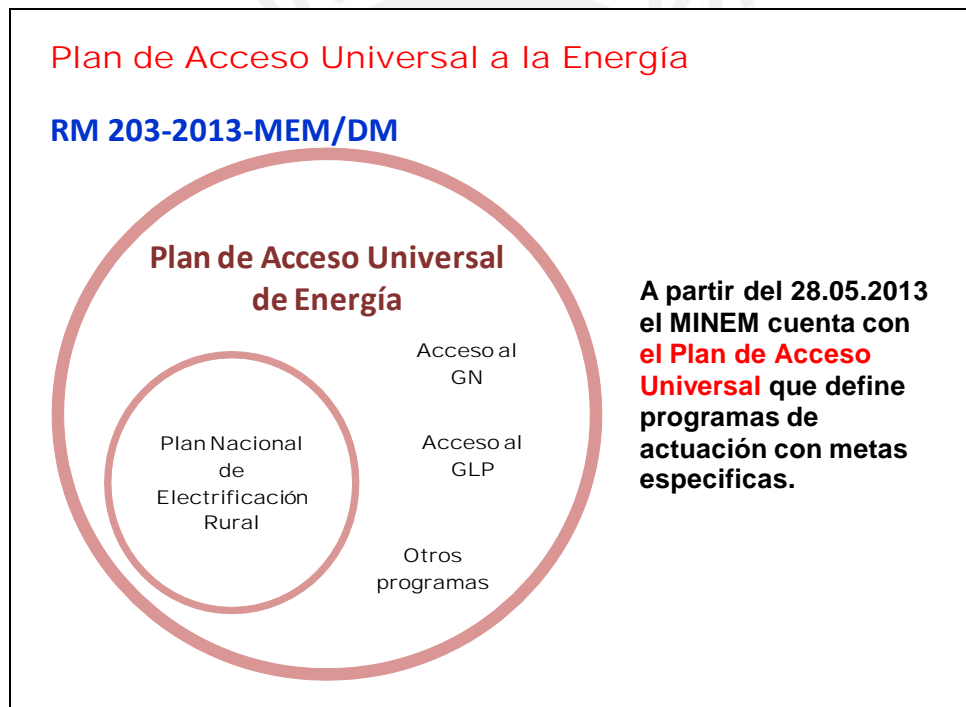 Plan de Acceso Universal a la Energía
RM 203-2013-MEM/DM
Plan de Acceso Universal
de Energía
Acceso al
GN
Acceso al
GLP
Otros
programas
Plan Nacional
de
Electrificación
Rural
A partir del 28.05.2013
el MINEM cuenta con
el Plan de Acceso
Universal que define
programas de
actuación con metas
especificas.